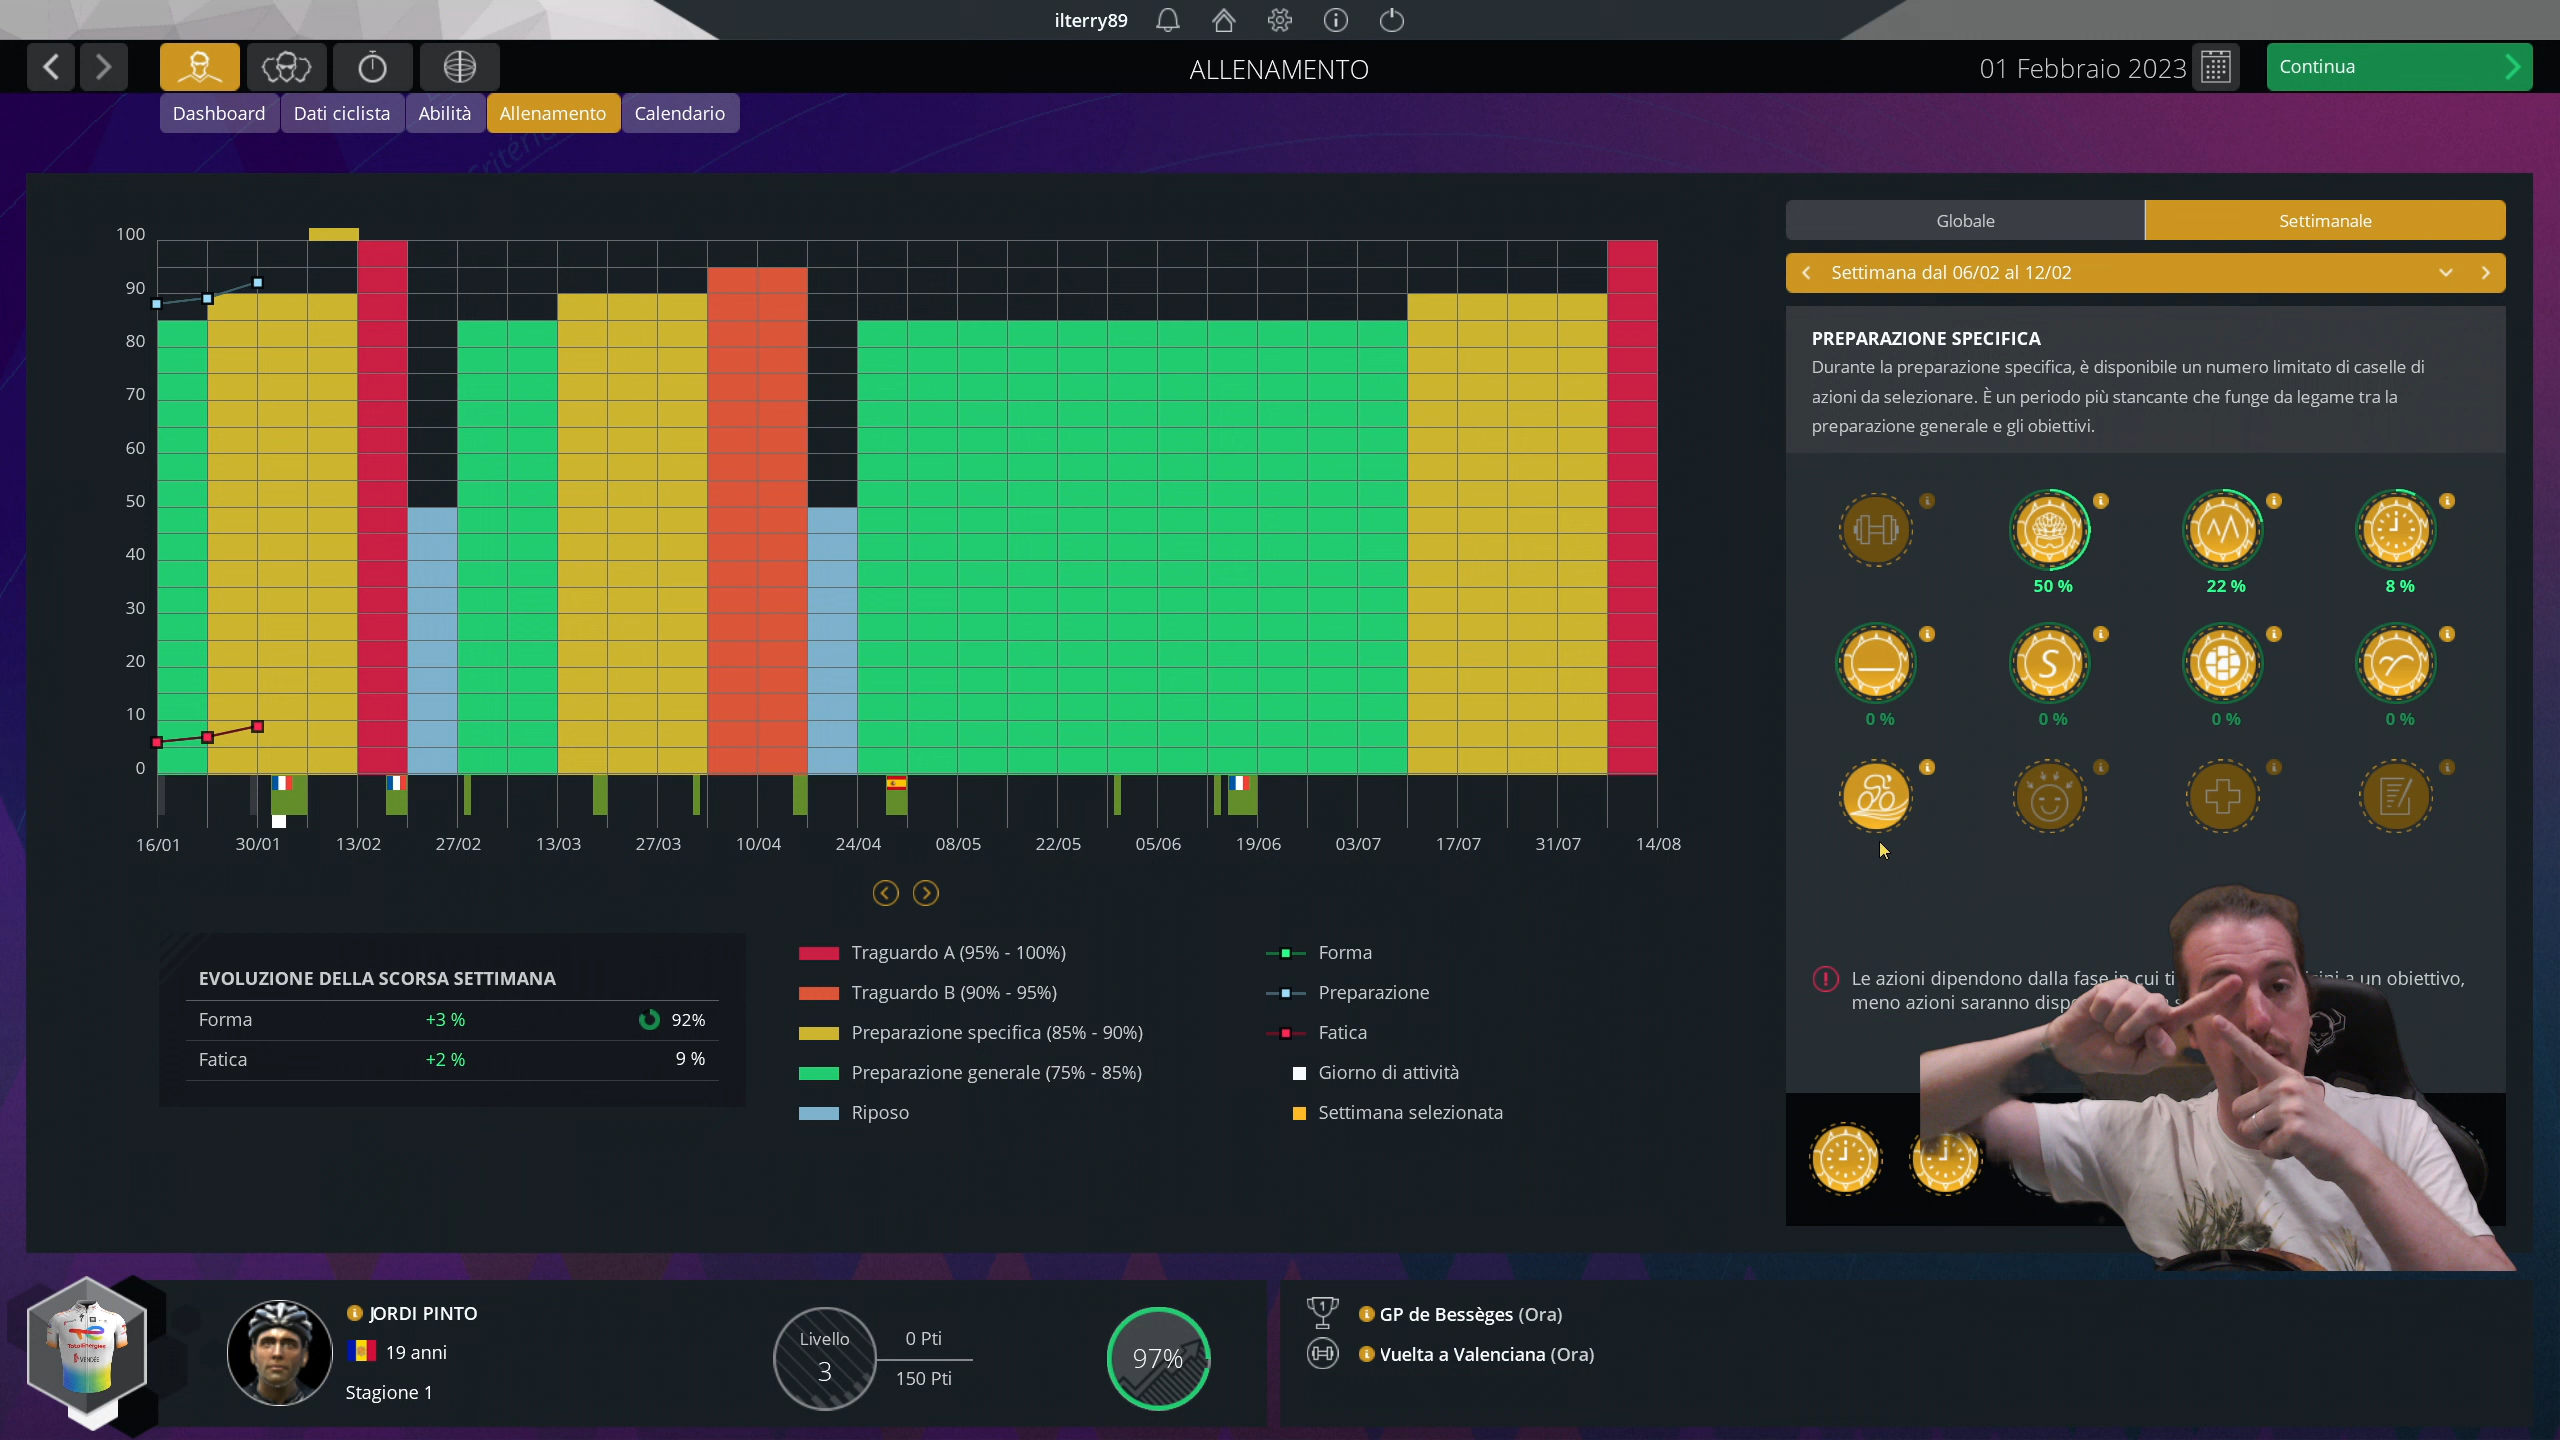 ilterry89
ALLENAMENTO
01 Febbraio 2023
Continua
Dashboard
Dati ciclista
Abilità
Allenamento
Calendario
Globale
Settimanale
Settimana dal 06/02 al 12/02
PREPARAZIONE SPECIFICA
Durante la preparazione specifica, è disponibile un numero limitato di caselle di
azioni da selezionare. È un periodo più stancante che funge da legame tra la
preparazione generale e gli obiettivi.
50 %
22 %
8 %
0 %
0 %
0 %
0 %
Le azioni dipendono dalla fase in cui ti a un obiettivo,
meno azioni saranno
100
90
80
70
60
50
40
30
20
10
0
16/01
30/01
13/02
27/02
13/03
27/03
10/04
24/04
08/05
22/05
05/06
19/06
03/07
17/07
31/07
14/08
EVOLUZIONE DELLA SCORSA SETTIMANA
Forma +3 % 92%
Fatica +2 % 9 %
Traguardo A (95% - 100%)
Traguardo B (90% - 95%)
Preparazione specifica (85% - 90%)
Preparazione generale (75% - 85%)
Riposo
Forma
Preparazione
Fatica
Giorno di attività
Settimana selezionata
JORDI PINTO
19 anni
Stagione 1
Livello
3
0 Pti
150 Pti
97%
GP de Bessèges (Ora)
Vuelta a Valenciana (Ora)